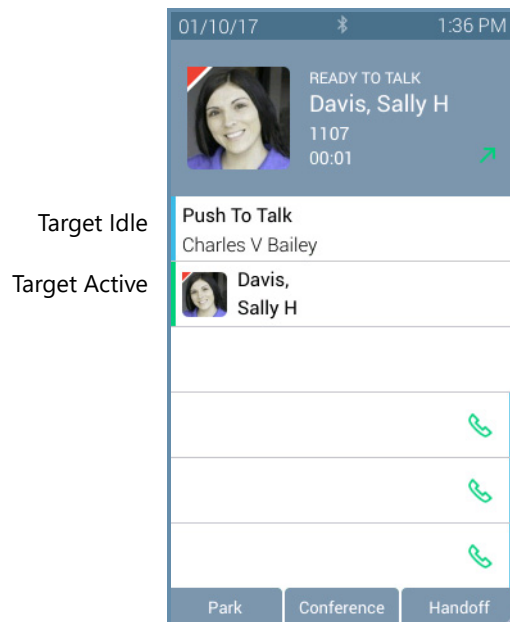 01/10/17 1:36 PM
READY TO TALK
Davis, Sally H
1107
00:01
Target Idle
Push To Talk
Charles V Bailey
Target Active
Davis,
Sally H
Park Conference Handoff